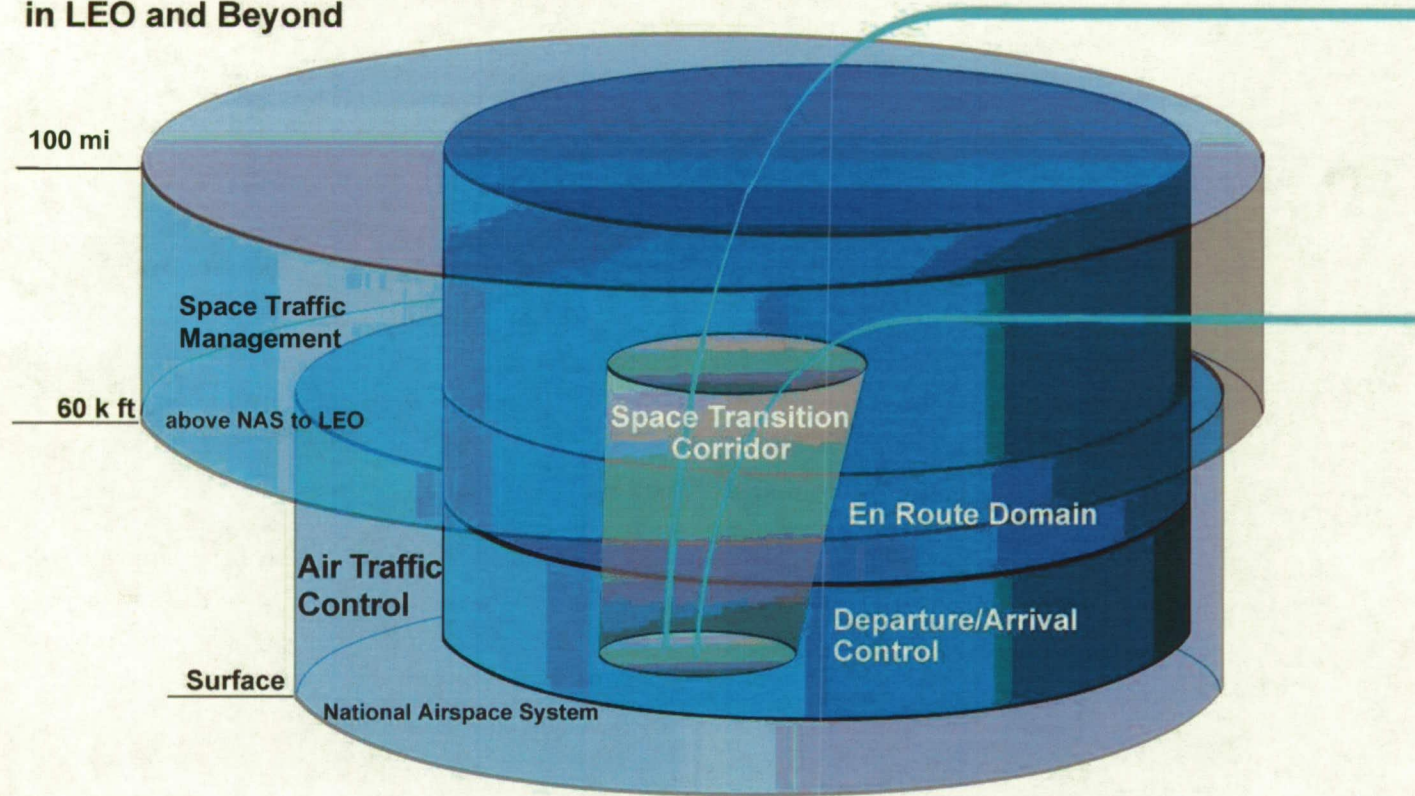 in LEO and Beyond
100 mi
Space Traffic
Management
60 k ft
above NAS to LEO
Space Transition
Corridor
En Route Domain
Air Traffic
Control
Departure/Arrival
Control
Surface
National Airspace System